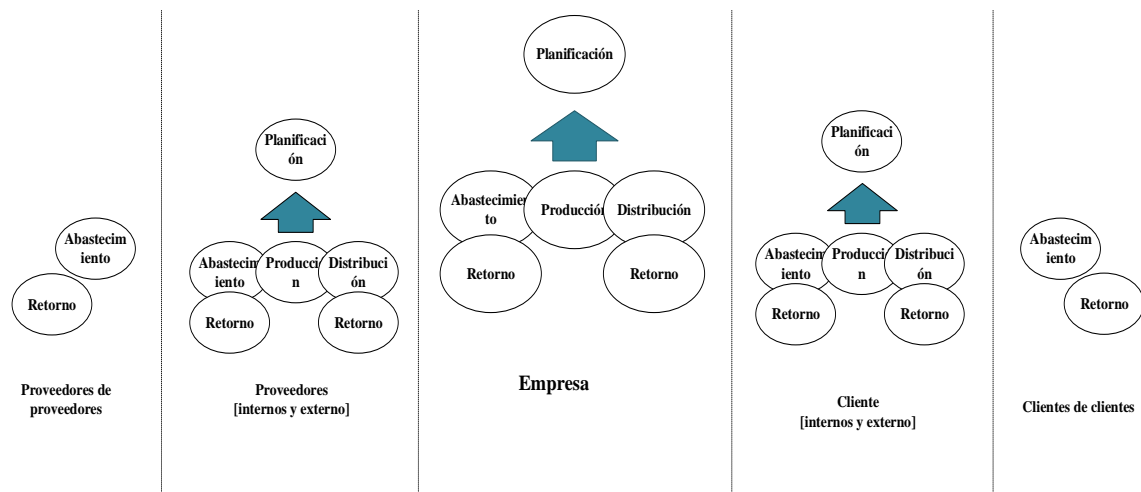 Abastecim
iento
Retorno
Proveedores de
proveedores
Planificaci
ón
Abastecim
iento
Produccin
n
Distribuci
ón
Retorno
Retorno
Proveedores
[internos y externo]
Planificación
Abastecimien
to
Producción
Distribución
Retorno
Retorno
Empresa
Planificaci
ón
Abastecim
iento
Produccin
n
Distribuci
ón
Retorno
Retorno
Cliente
[internos y externo]
Abastecim
iento
Retorno
Clientes de clientes